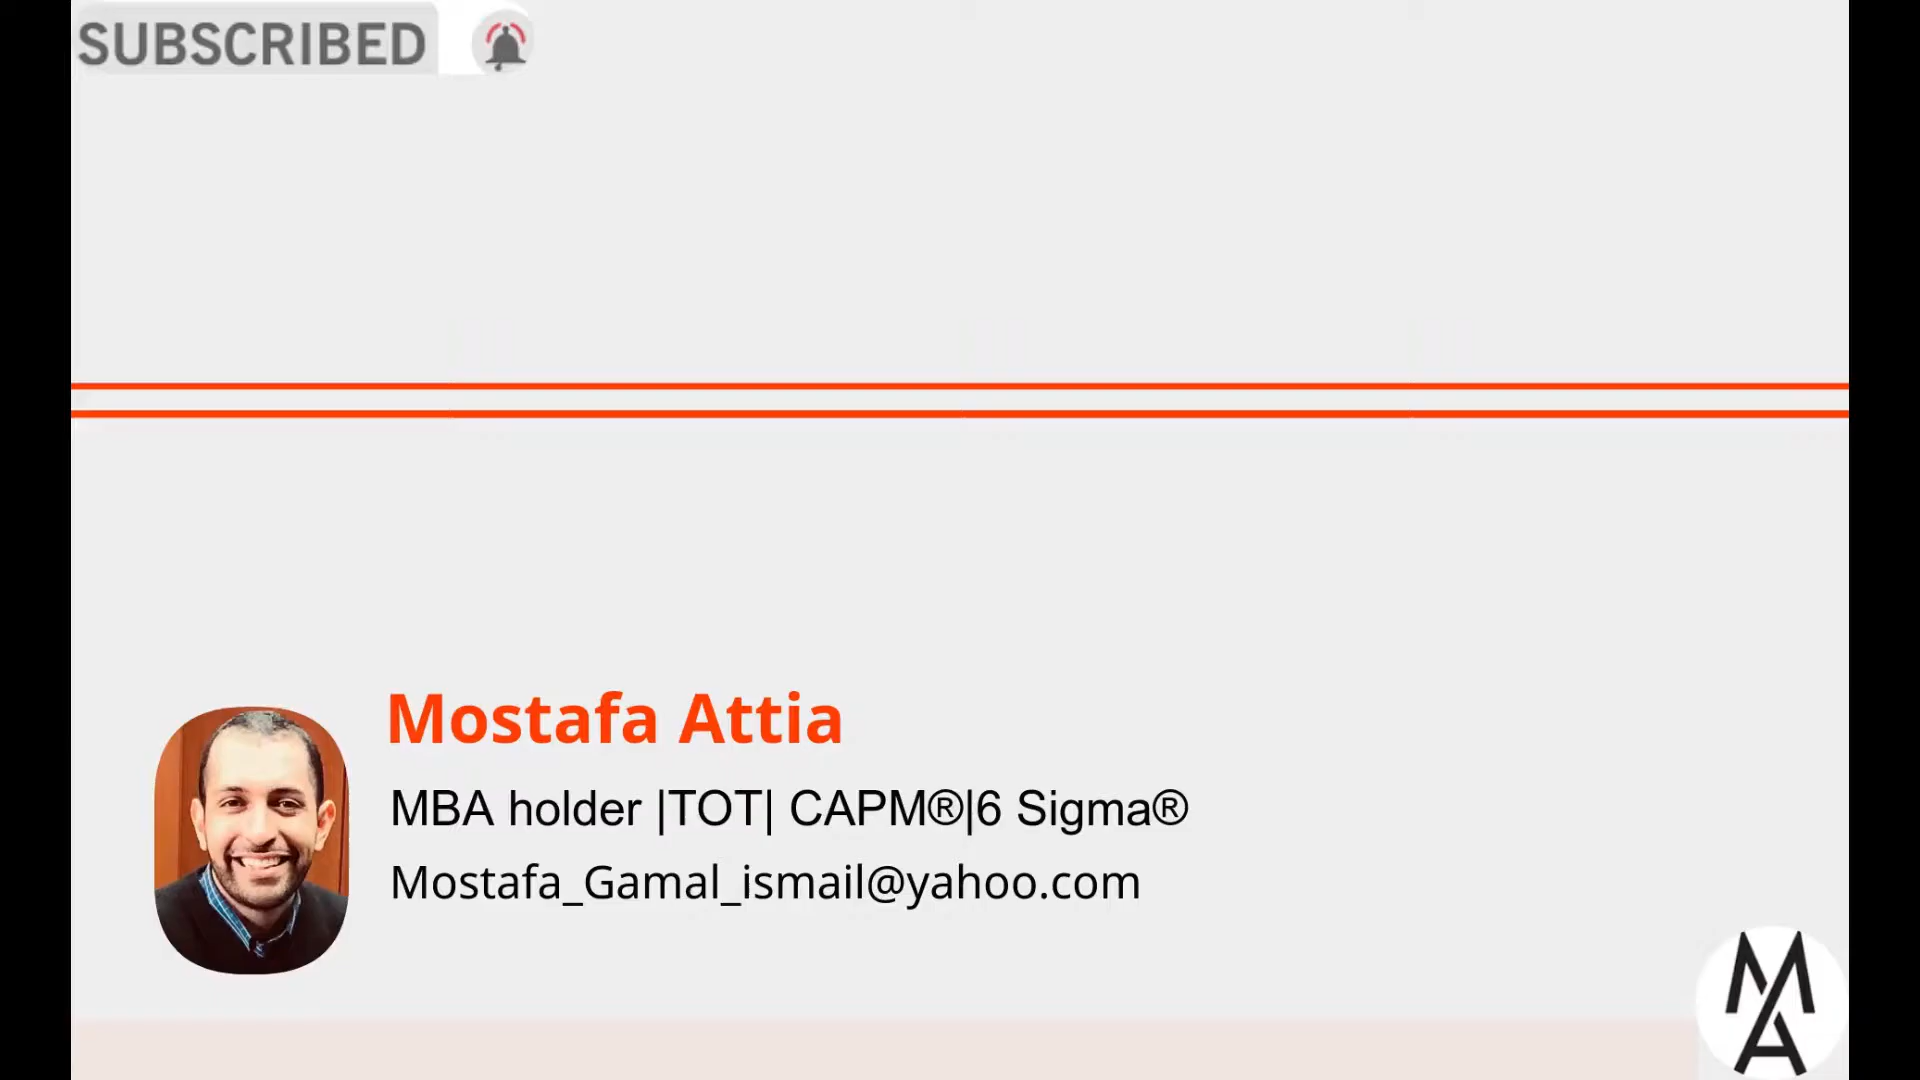 SUBSCRIBED
Mostafa Attia
MBA holder |TOT| CAPM®|6 Sigma®
Mostafa_Gamal_ismail@yahoo.com
MA